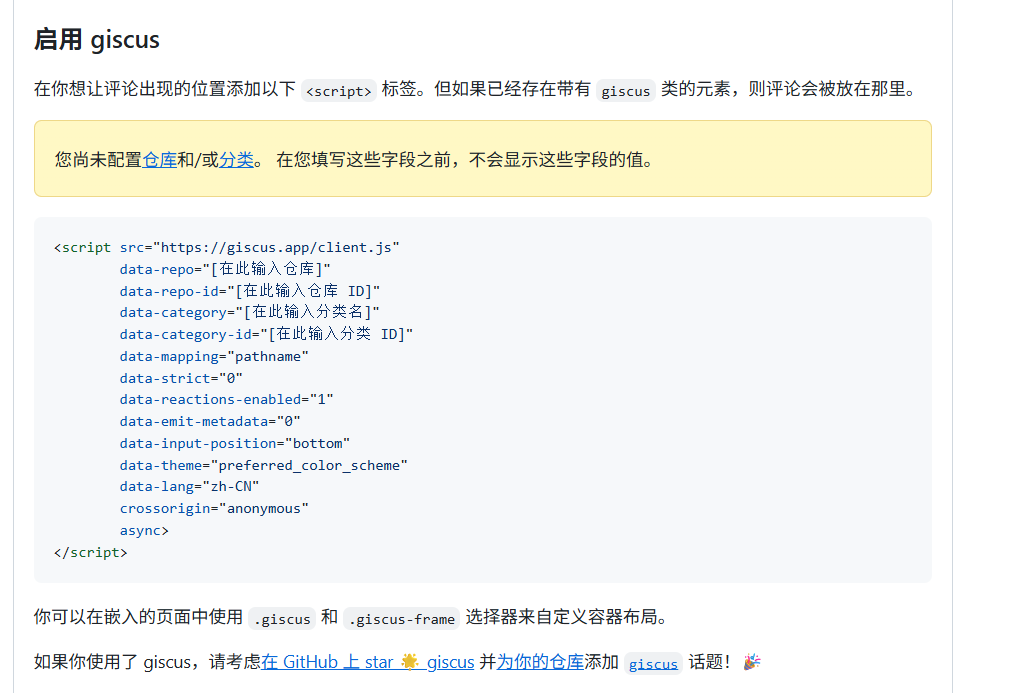 启用 giscus
在你想让评论出现的位置添加以下 <script> 标签。但如果已经存在带有 giscus 类的元素，则评论会被放在那里。
您尚未配置仓库和/或分类。 在您填写这些字段之前，不会显示这些字段的值。
<script src="https://giscus.app/client.js"
        data-repo="[在此输入仓库]"
        data-repo-id="[在此输入仓库 ID]"
        data-category="[在此输入分类名]"
        data-category-id="[在此输入分类 ID]"
        data-mapping="pathname"
        data-strict="0"
        data-reactions-enabled="1"
        data-emit-metadata="0"
        data-input-position="bottom"
        data-theme="preferred_color_scheme"
        data-lang="zh-CN"
        crossorigin="anonymous"
        async>
</script>
你可以在嵌入的页面中使用 .giscus 和 .giscus-frame 选择器来自定义容器布局。
如果你使用了 giscus，请考虑在 GitHub 上 star 🌟 giscus 并为你的仓库添加 giscus 话题！🎉